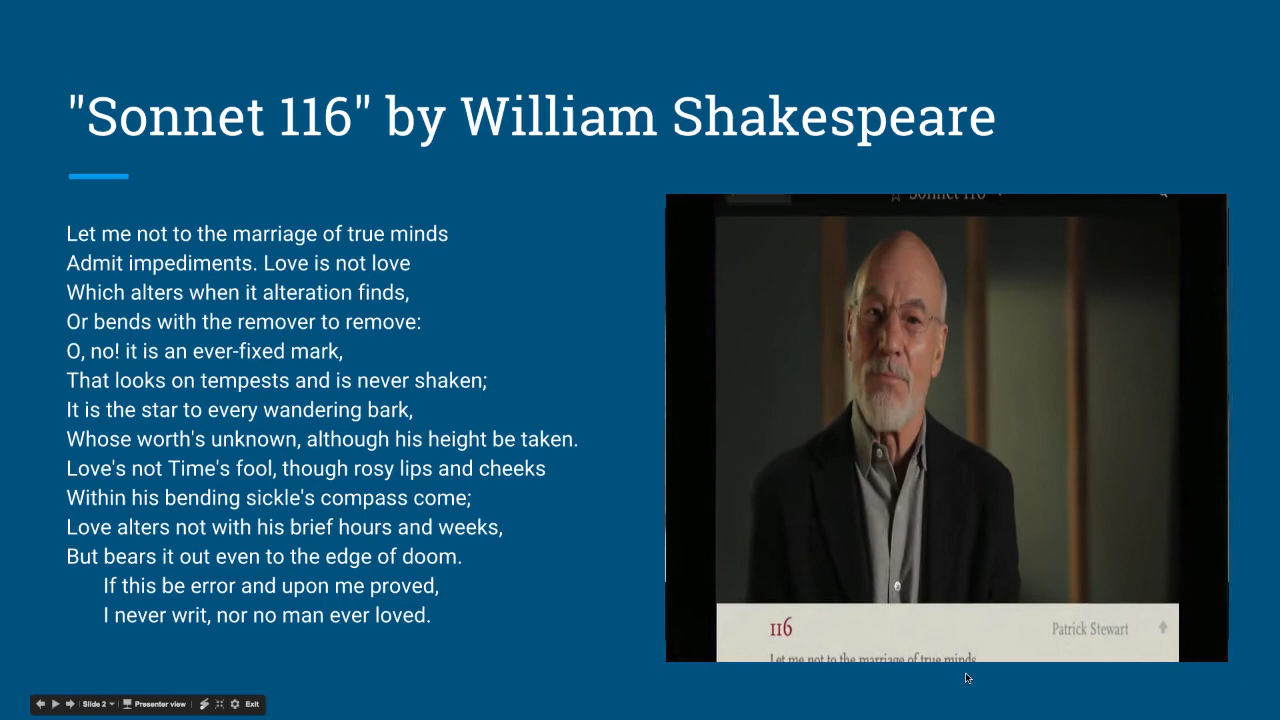 "Sonnet 116" by William Shakespeare
Let me not to the marriage of true minds
Admit impediments. Love is not love
Which alters when it alteration finds,
Or bends with the remover to remove:
O, no! it is an ever-fixed mark,
That looks on tempests and is never shaken;
It is the star to every wandering bark,
Whose worth's unknown, although his height be taken.
Love's not Time's fool, though rosy lips and cheeks
Within his bending sickle's compass come;
Love alters not with his brief hours and weeks,
But bears it out even to the edge of doom.
If this be error and upon me proved,
I never writ, nor no man ever loved.
Sonnet 116
116 Patrick Stewart
Let me not to the marriage of true minds
Slide 2 Presenter view Exit